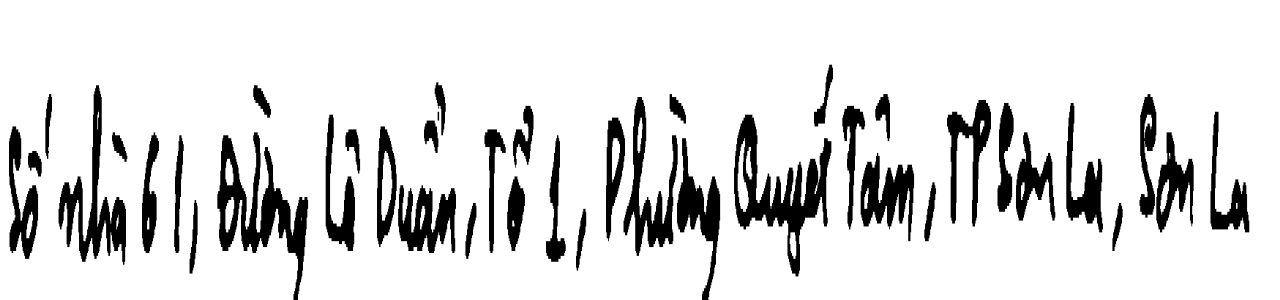 Số nhà 61, Đường Lê Duẩn, Tổ 1, Phường Quyết Tâm, TP Sơn La, Sơn La